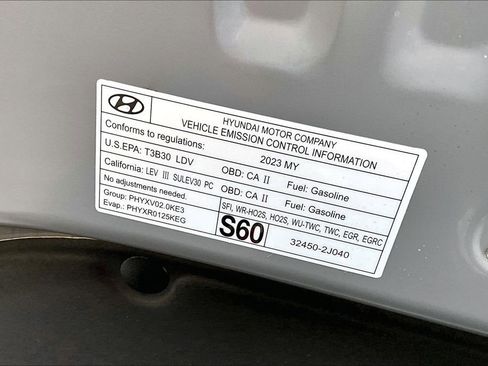 HYUNDAI MOTOR COMPANY
VEHICLE EMISSION CONTROL INFORMATION
Conforms to regulations: 2023 MY
U.S.EPA: T3B30 LDV OBD: CA II Fuel: Gasoline
California: LEV III SULEV30 PC OBD: CA II Fuel: Gasoline
No adjustments needed.
SFI, WR-HO2S, HO2S, WU-TWC, TWC, EGR, EGRC
Group: PHYXV02.0KE3
Evap.: PHYXR0125KEG
S60
32450-2J040